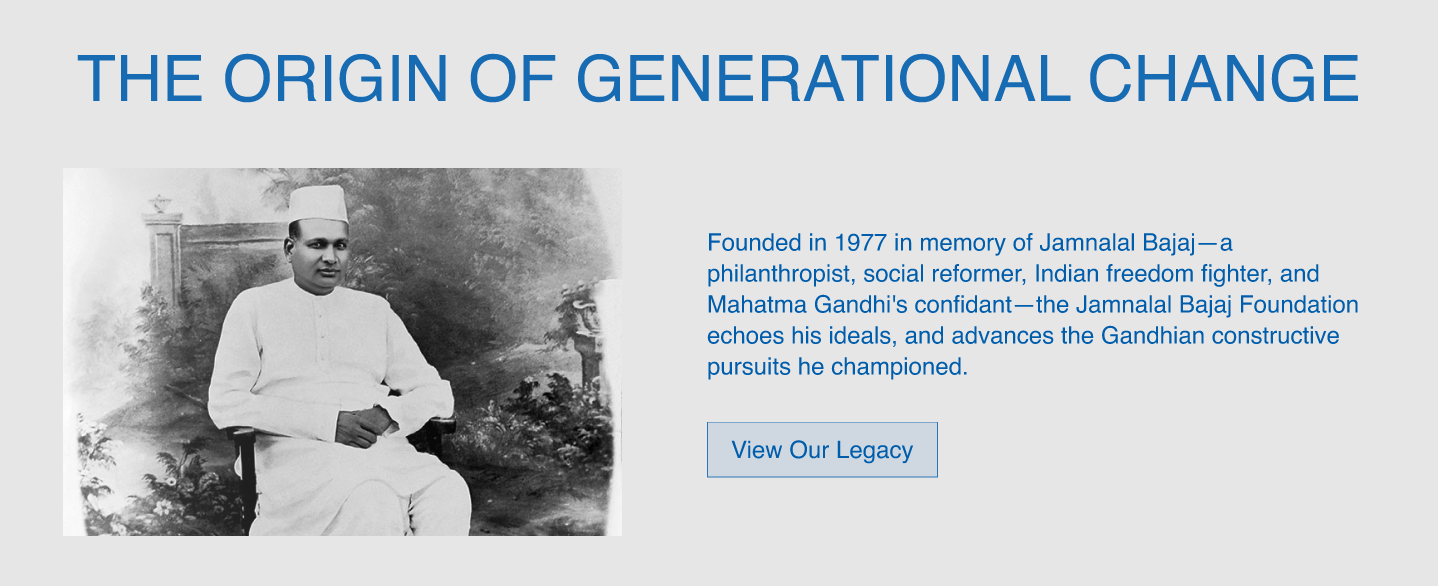 THE ORIGIN OF GENERATIONAL CHANGE
Founded in 1977 in memory of Jamnalal Bajaj—a
philanthropist, social reformer, Indian freedom fighter, and
Mahatma Gandhi's confidant—the Jamnalal Bajaj Foundation
echoes his ideals, and advances the Gandhian constructive
pursuits he championed.
View Our Legacy